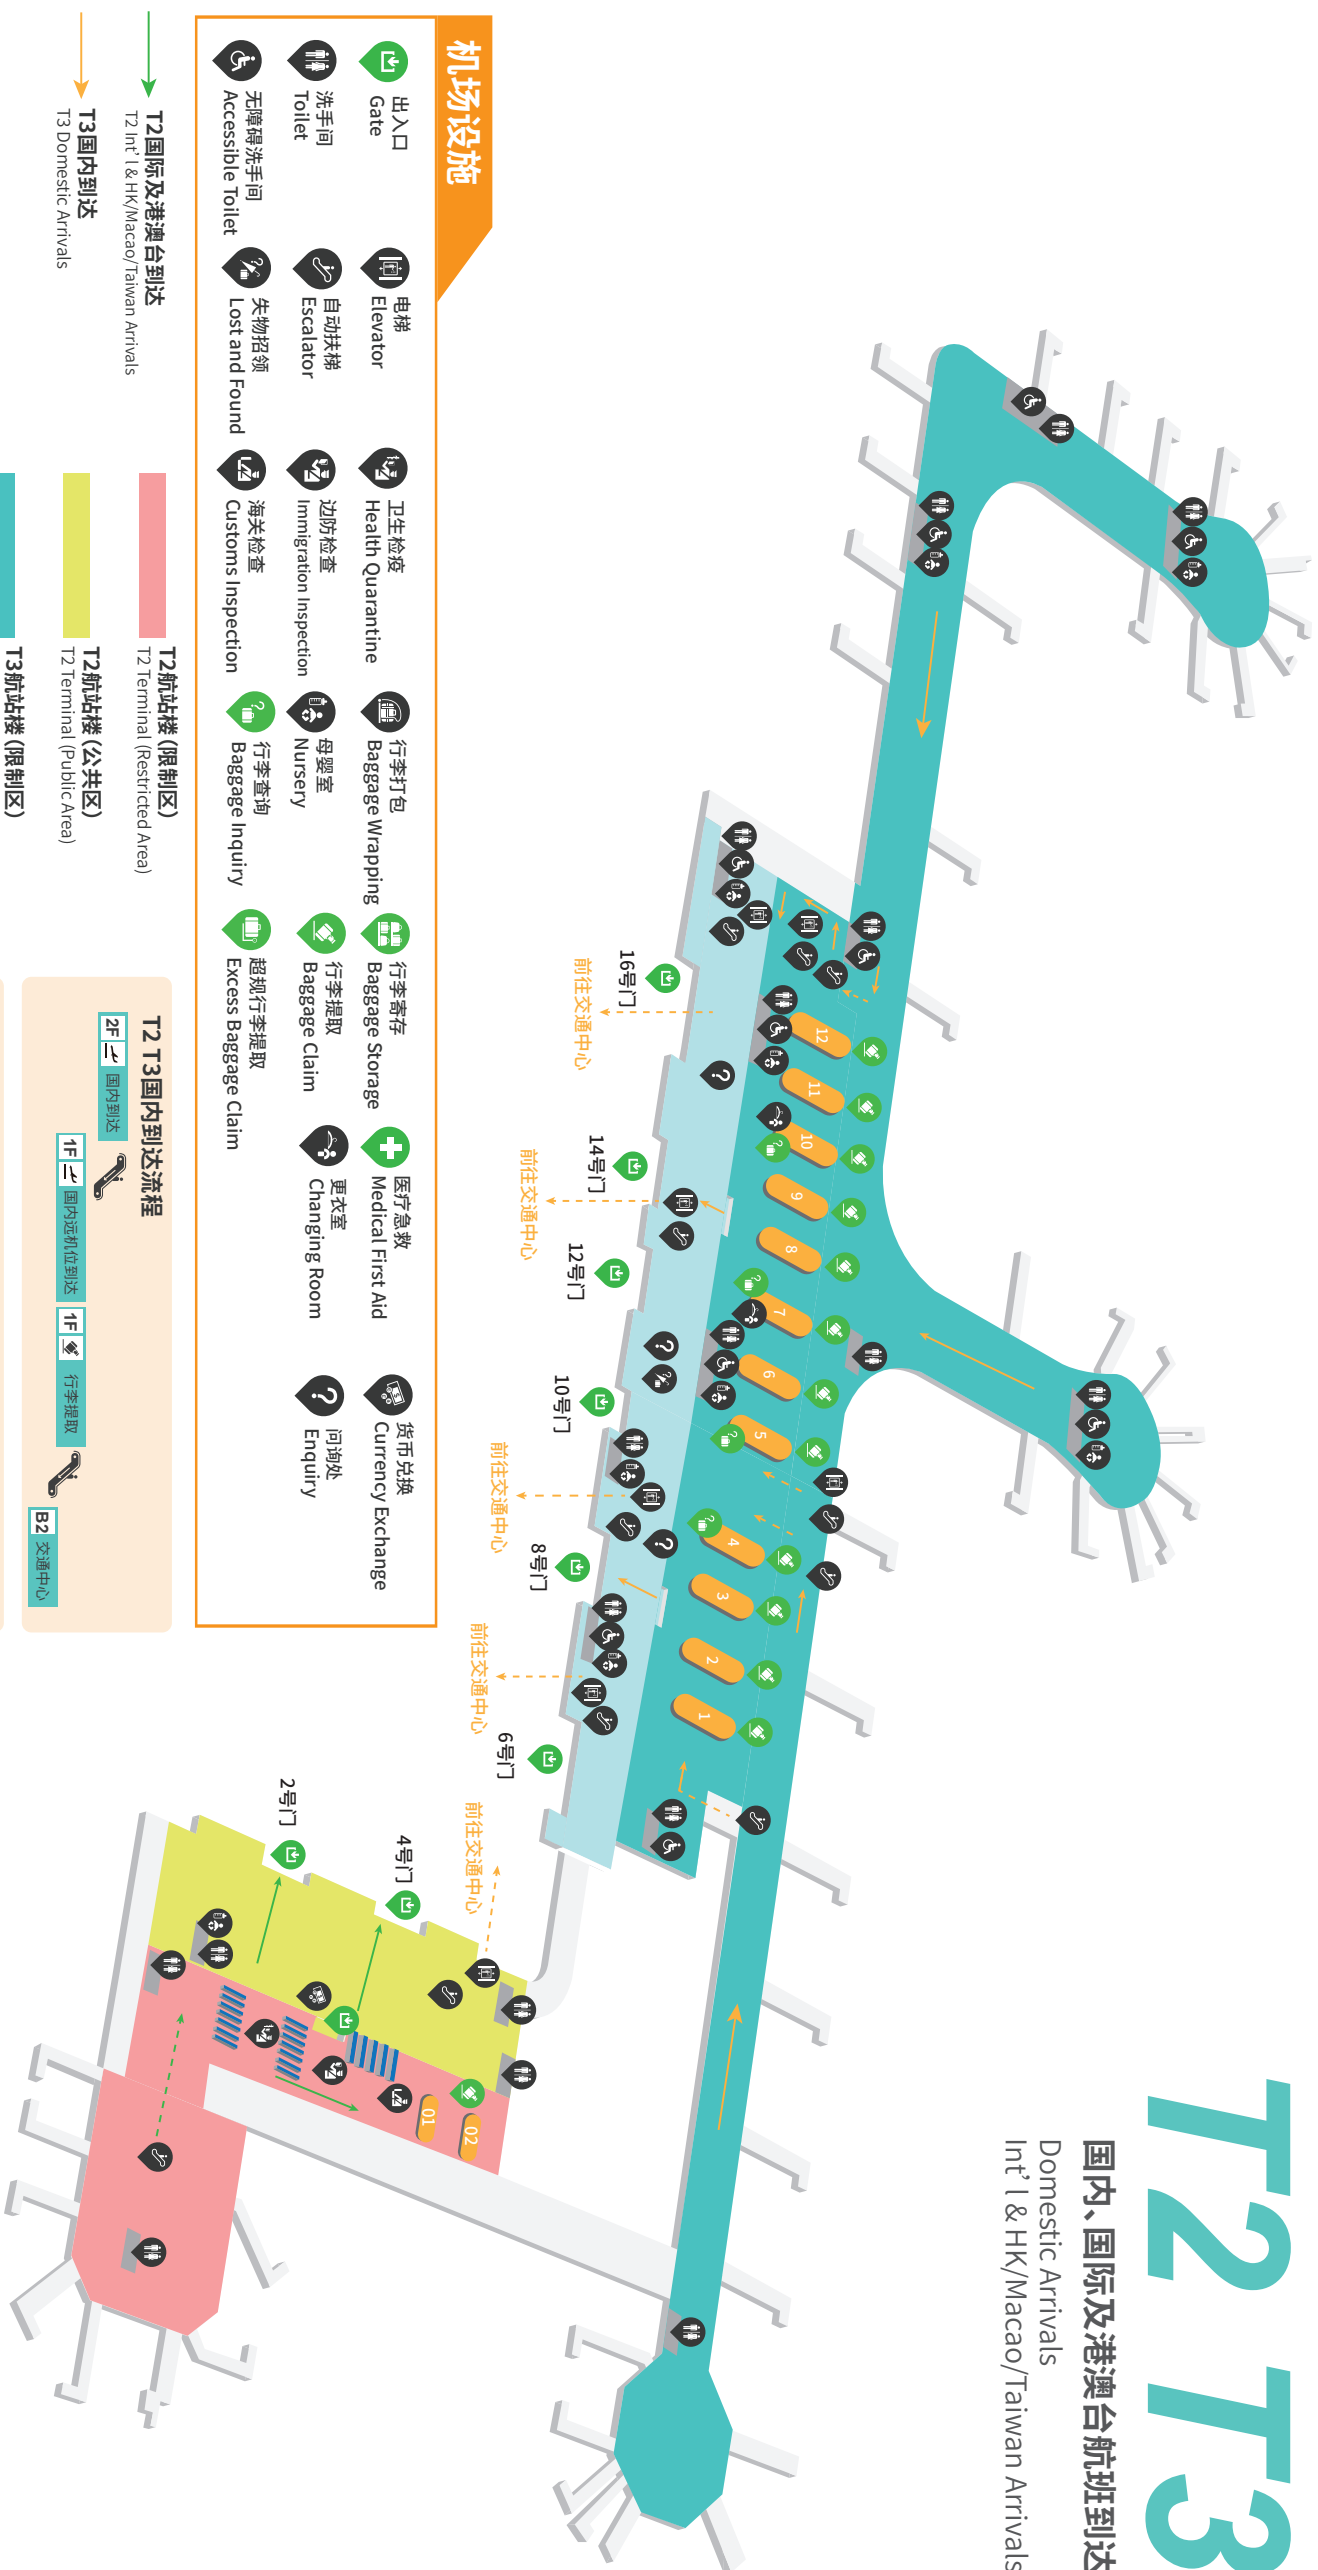 T2 T3
国内、国际及港澳台航班到达
Domestic Arrivals
Int’l & HK/Macao/Taiwan Arrivals
12
11
10
9
8
7
6
5
4
3
2
1
16号门
前往交通中心
14号门
前往交通中心
12号门
10号门
前往交通中心
8号门
前往交通中心
6号门
前往交通中心
4号门
2号门
01
02
机场设施
出入口
Gate
电梯
Elevator
卫生检疫
Health Quarantine
行李打包
Baggage Wrapping
行李寄存
Baggage Storage
医疗急救
Medical First Aid
货币兑换
Currency Exchange
洗手间
Toilet
自动扶梯
Escalator
边防检查
Immigration Inspection
母婴室
Nursery
行李提取
Baggage Claim
更衣室
Changing Room
问询处
Enquiry
无障碍洗手间
Accessible Toilet
失物招领
Lost and Found
海关检查
Customs Inspection
行李查询
Baggage Inquiry
超规行李提取
Excess Baggage Claim
T2国际及港澳台到达
T2 Int’l & HK/Macao/Taiwan Arrivals
T3国内到达
T3 Domestic Arrivals
T2航站楼（限制区）
T2 Terminal (Restricted Area)
T2航站楼（公共区）
T2 Terminal (Public Area)
T3航站楼（限制区）
T2 T3国内到达流程
2F 国内到达
1F 国内远机位到达
1F 行李提取
B2 交通中心